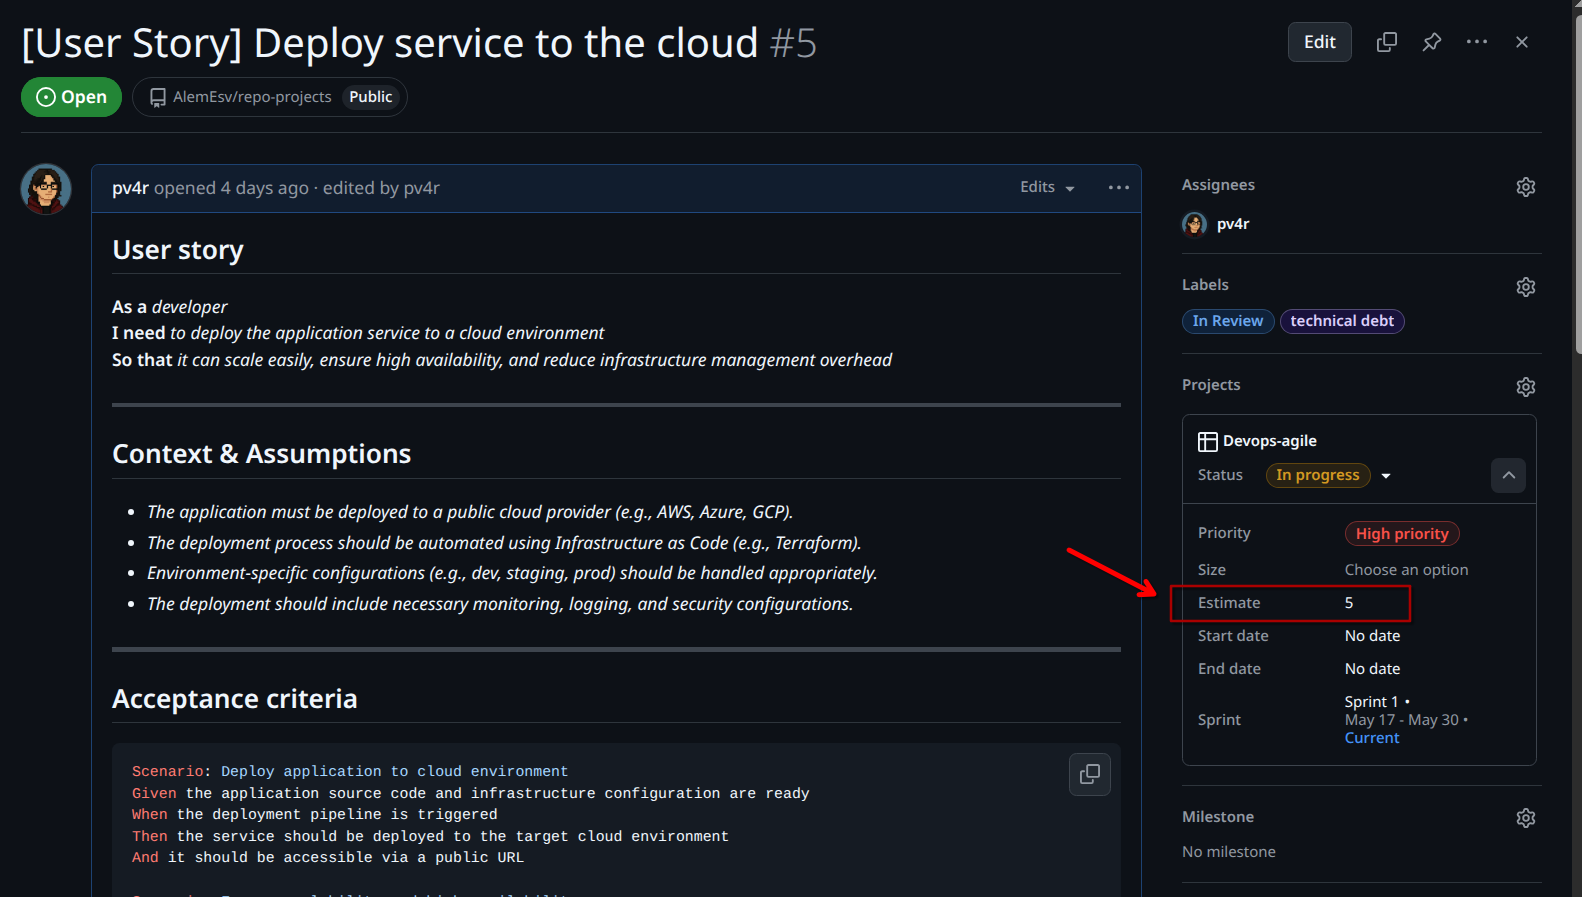 [User Story] Deploy service to the cloud #5
Edit
Open
AlemEsv/repo-projects Public
pv4r opened 4 days ago · edited by pv4r
Edits
User story
As a developer
I need to deploy the application service to a cloud environment
So that it can scale easily, ensure high availability, and reduce infrastructure management overhead
Context & Assumptions
• The application must be deployed to a public cloud provider (e.g., AWS, Azure, GCP).
• The deployment process should be automated using Infrastructure as Code (e.g., Terraform).
• Environment-specific configurations (e.g., dev, staging, prod) should be handled appropriately.
• The deployment should include necessary monitoring, logging, and security configurations.
Acceptance criteria
Scenario: Deploy application to cloud environment
Given the application source code and infrastructure configuration are ready
When the deployment pipeline is triggered
Then the service should be deployed to the target cloud environment
And it should be accessible via a public URL
Assignees
pv4r
Labels
In Review technical debt
Projects
Devops-agile
Status In progress
Priority High priority
Size Choose an option
Estimate 5
Start date No date
End date No date
Sprint Sprint 1 •
May 17 - May 30 •
Current
Milestone
No milestone